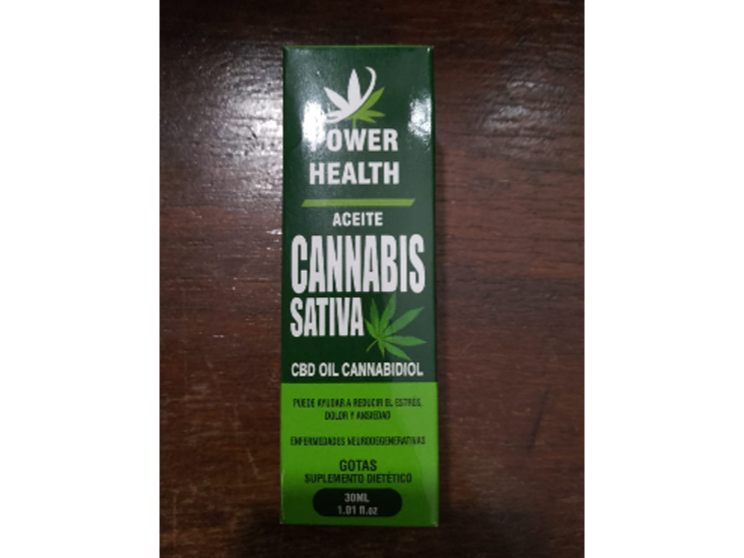 POWER
HEALTH
ACEITE
CANNABIS
SATIVA
CBD OIL CANNABIDIOL
PUEDE AYUDAR A REDUCIR EL ESTRÉS,
DOLOR Y ANSIEDAD
ENFERMEDADES NEURODEGENERATIVAS
GOTAS
SUPLEMENTO DIETÉTICO
30ML
1.01 fl.oz